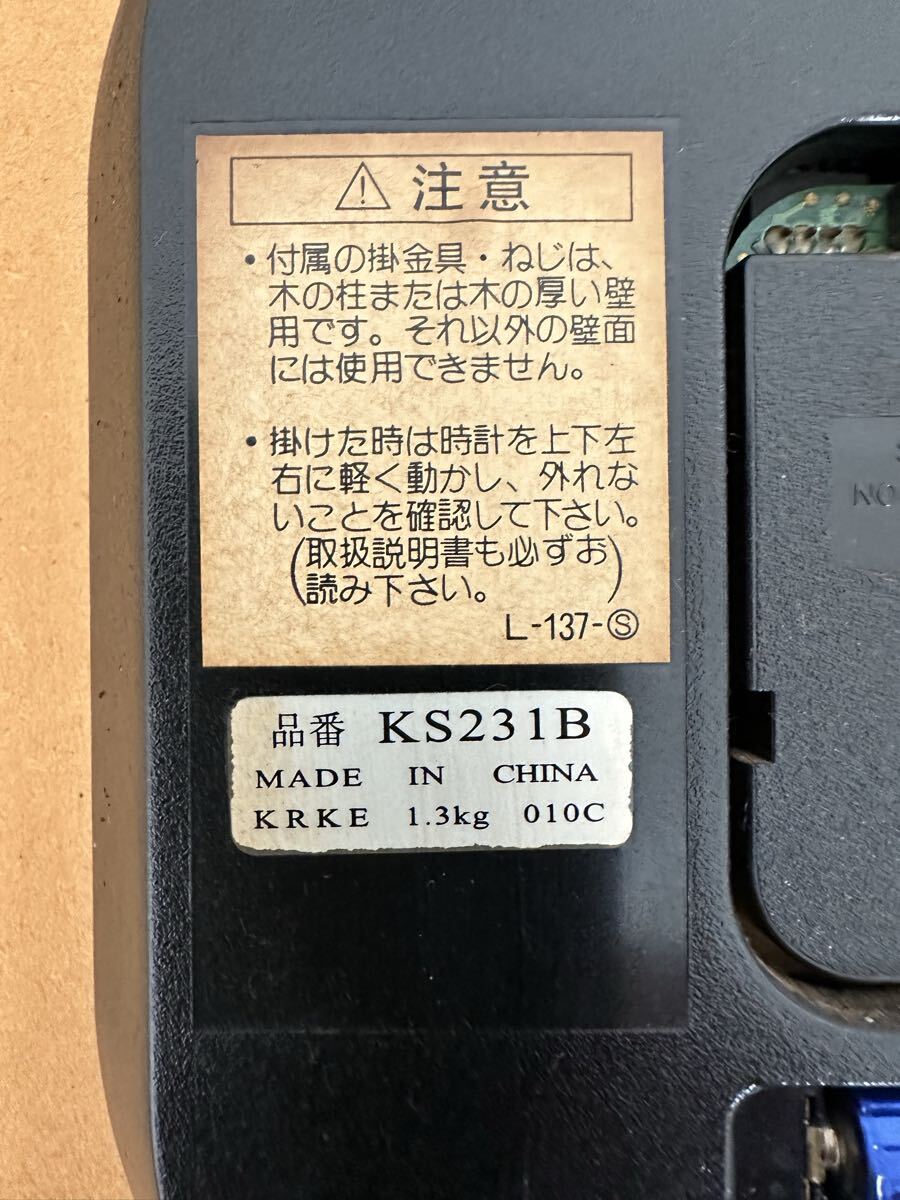 ⚠ 注意
・付属の掛金具・ねじは、
木の柱または木の厚い壁
用です。それ以外の壁面
には使用できません。
・掛けた時は時計を上下左
右に軽く動かし、外れな
いことを確認して下さい。
(取扱説明書も必ずお
読み下さい。)
L-137-Ⓢ
品番 KS231B
MADE IN CHINA
KRKE 1.3kg 010C
NO